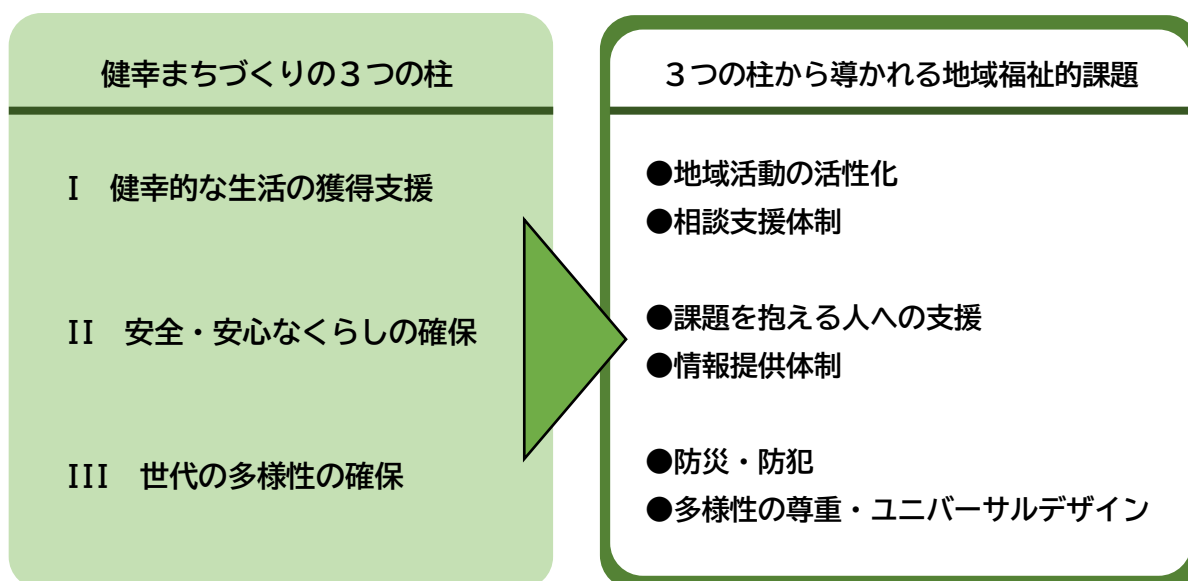 健幸まちづくりの３つの柱
I　健幸的な生活の獲得支援
II　安全・安心なくらしの確保
III　世代の多様性の確保
３つの柱から導かれる地域福祉的課題
●地域活動の活性化
●相談支援体制
●課題を抱える人への支援
●情報提供体制
●防災・防犯
●多様性の尊重・ユニバーサルデザイン